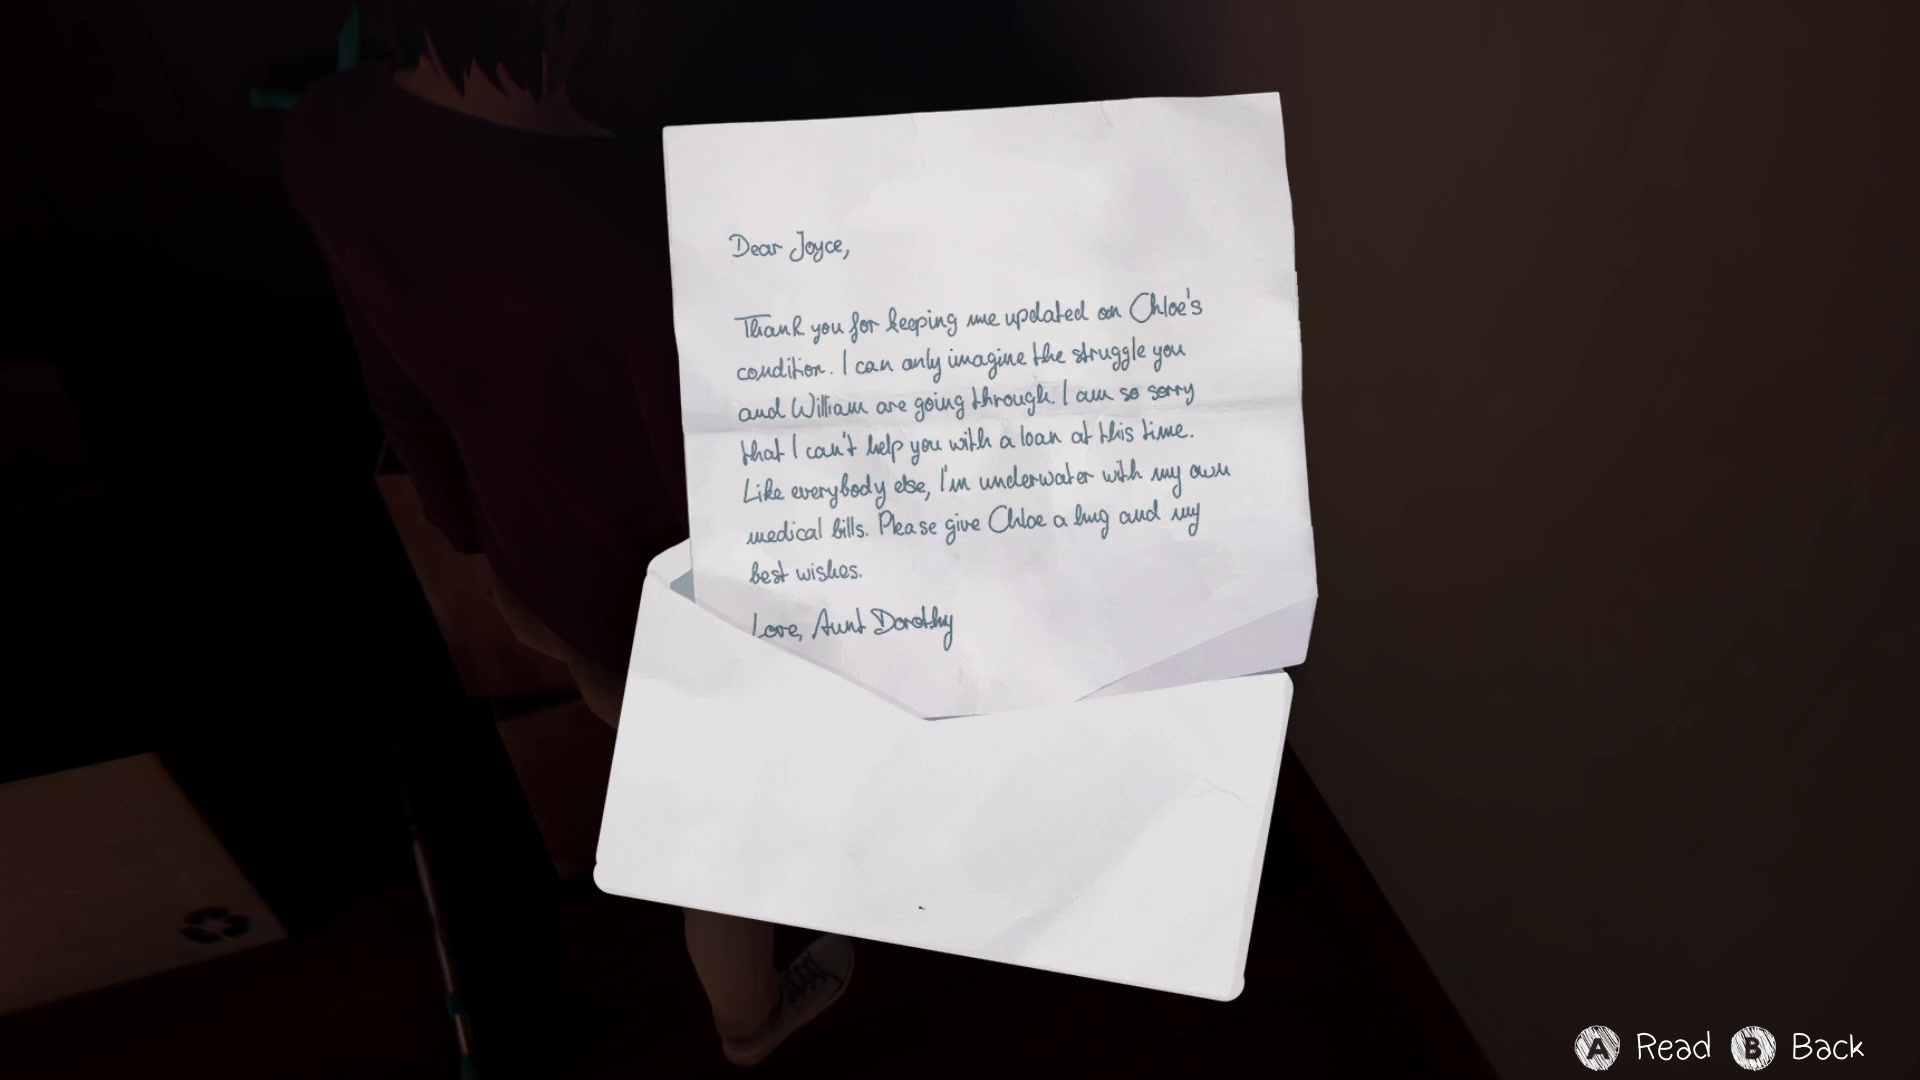 Dear Joyce,
Thank you for keeping me updated on Chloe's
condition. I can only imagine the struggle you
and William are going through. I am so sorry
that I can't help you with a loan at this time.
Like everybody else, I'm underwater with my own
medical bills. Please give Chloe a hug and my
best wishes.
Love, Aunt Dorothy
A Read B Back